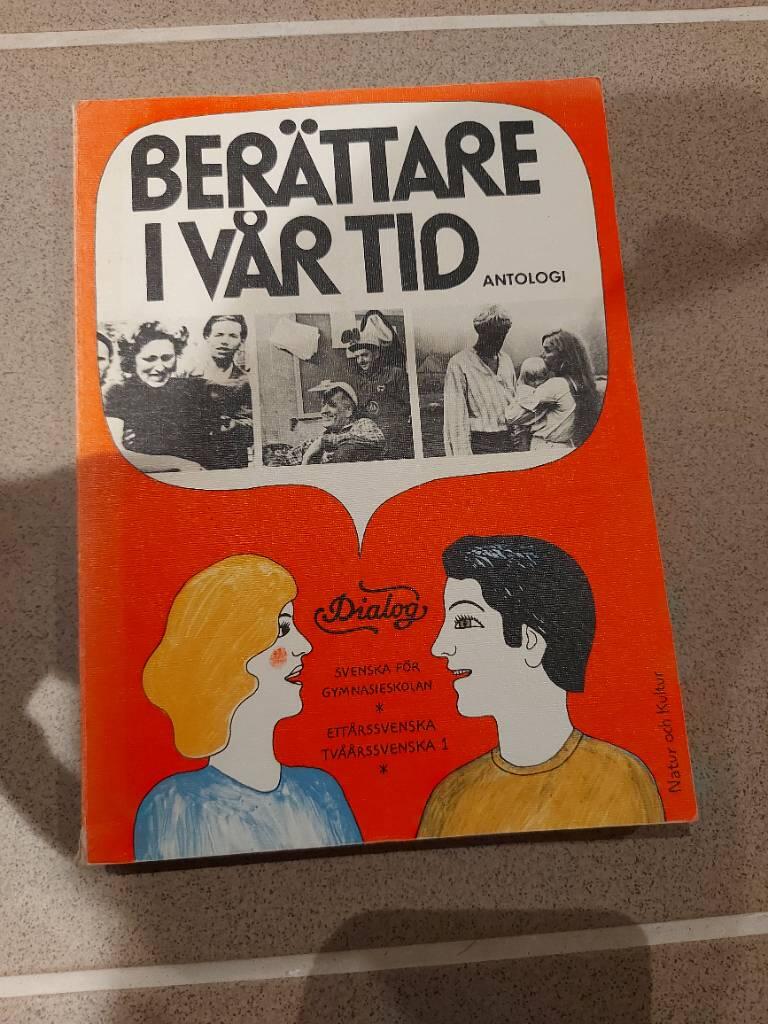 BERÄTTARE
I VÅR TID
ANTOLOGI
Dialog
SVENSKA FÖR
GYMNASIESKOLAN
*
ETTÅRSSVENSKA
TVÅÅRSSVENSKA 1
*
Natur och Kultur